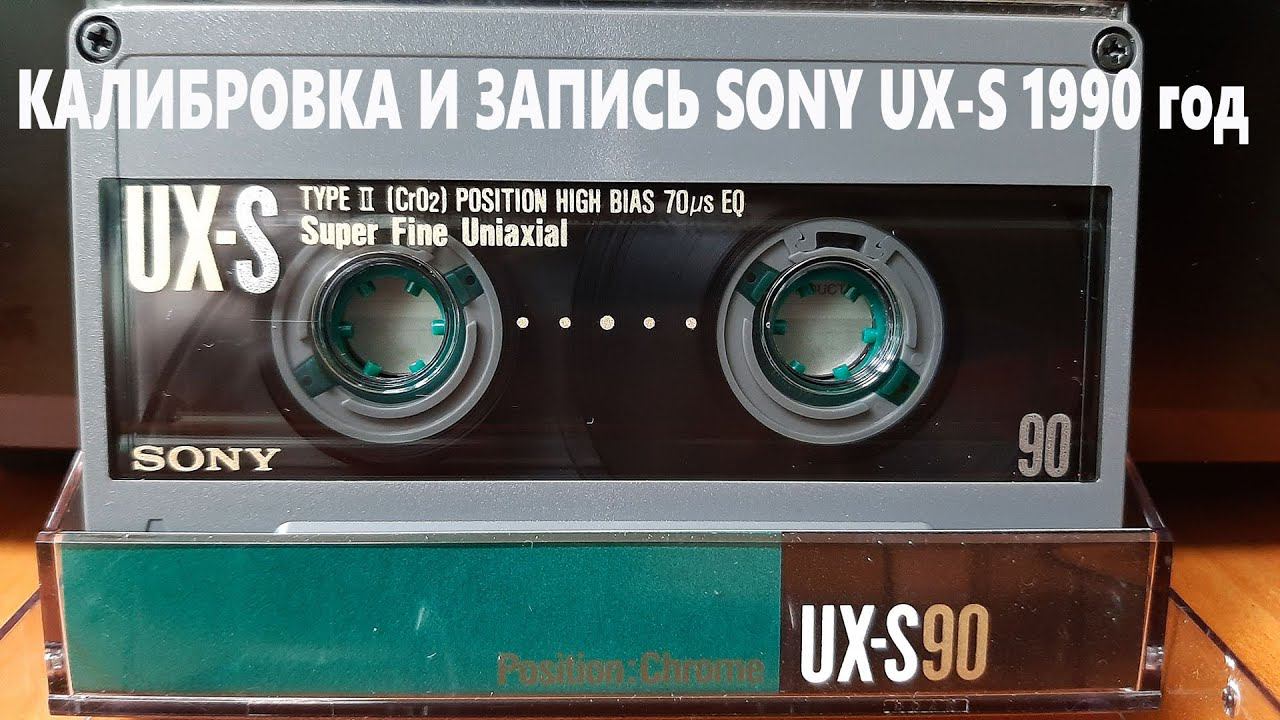 КАЛИБРОВКА И ЗАПИСЬ SONY UX-S 1990 год
UX-S
TYPE II (CrO2) POSITION HIGH BIAS 70μs EQ
Super Fine Uniaxial
SONY
90
Position:Chrome
UX-S90